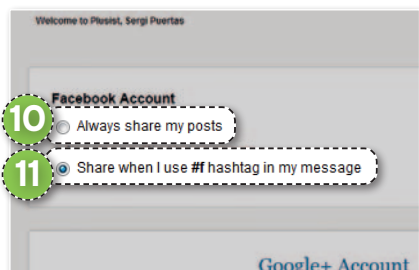 Welcome to Plusist, Sergi Puertas
Facebook Account
10
Always share my posts
11
Share when I use #f hashtag in my message
Google+ Account